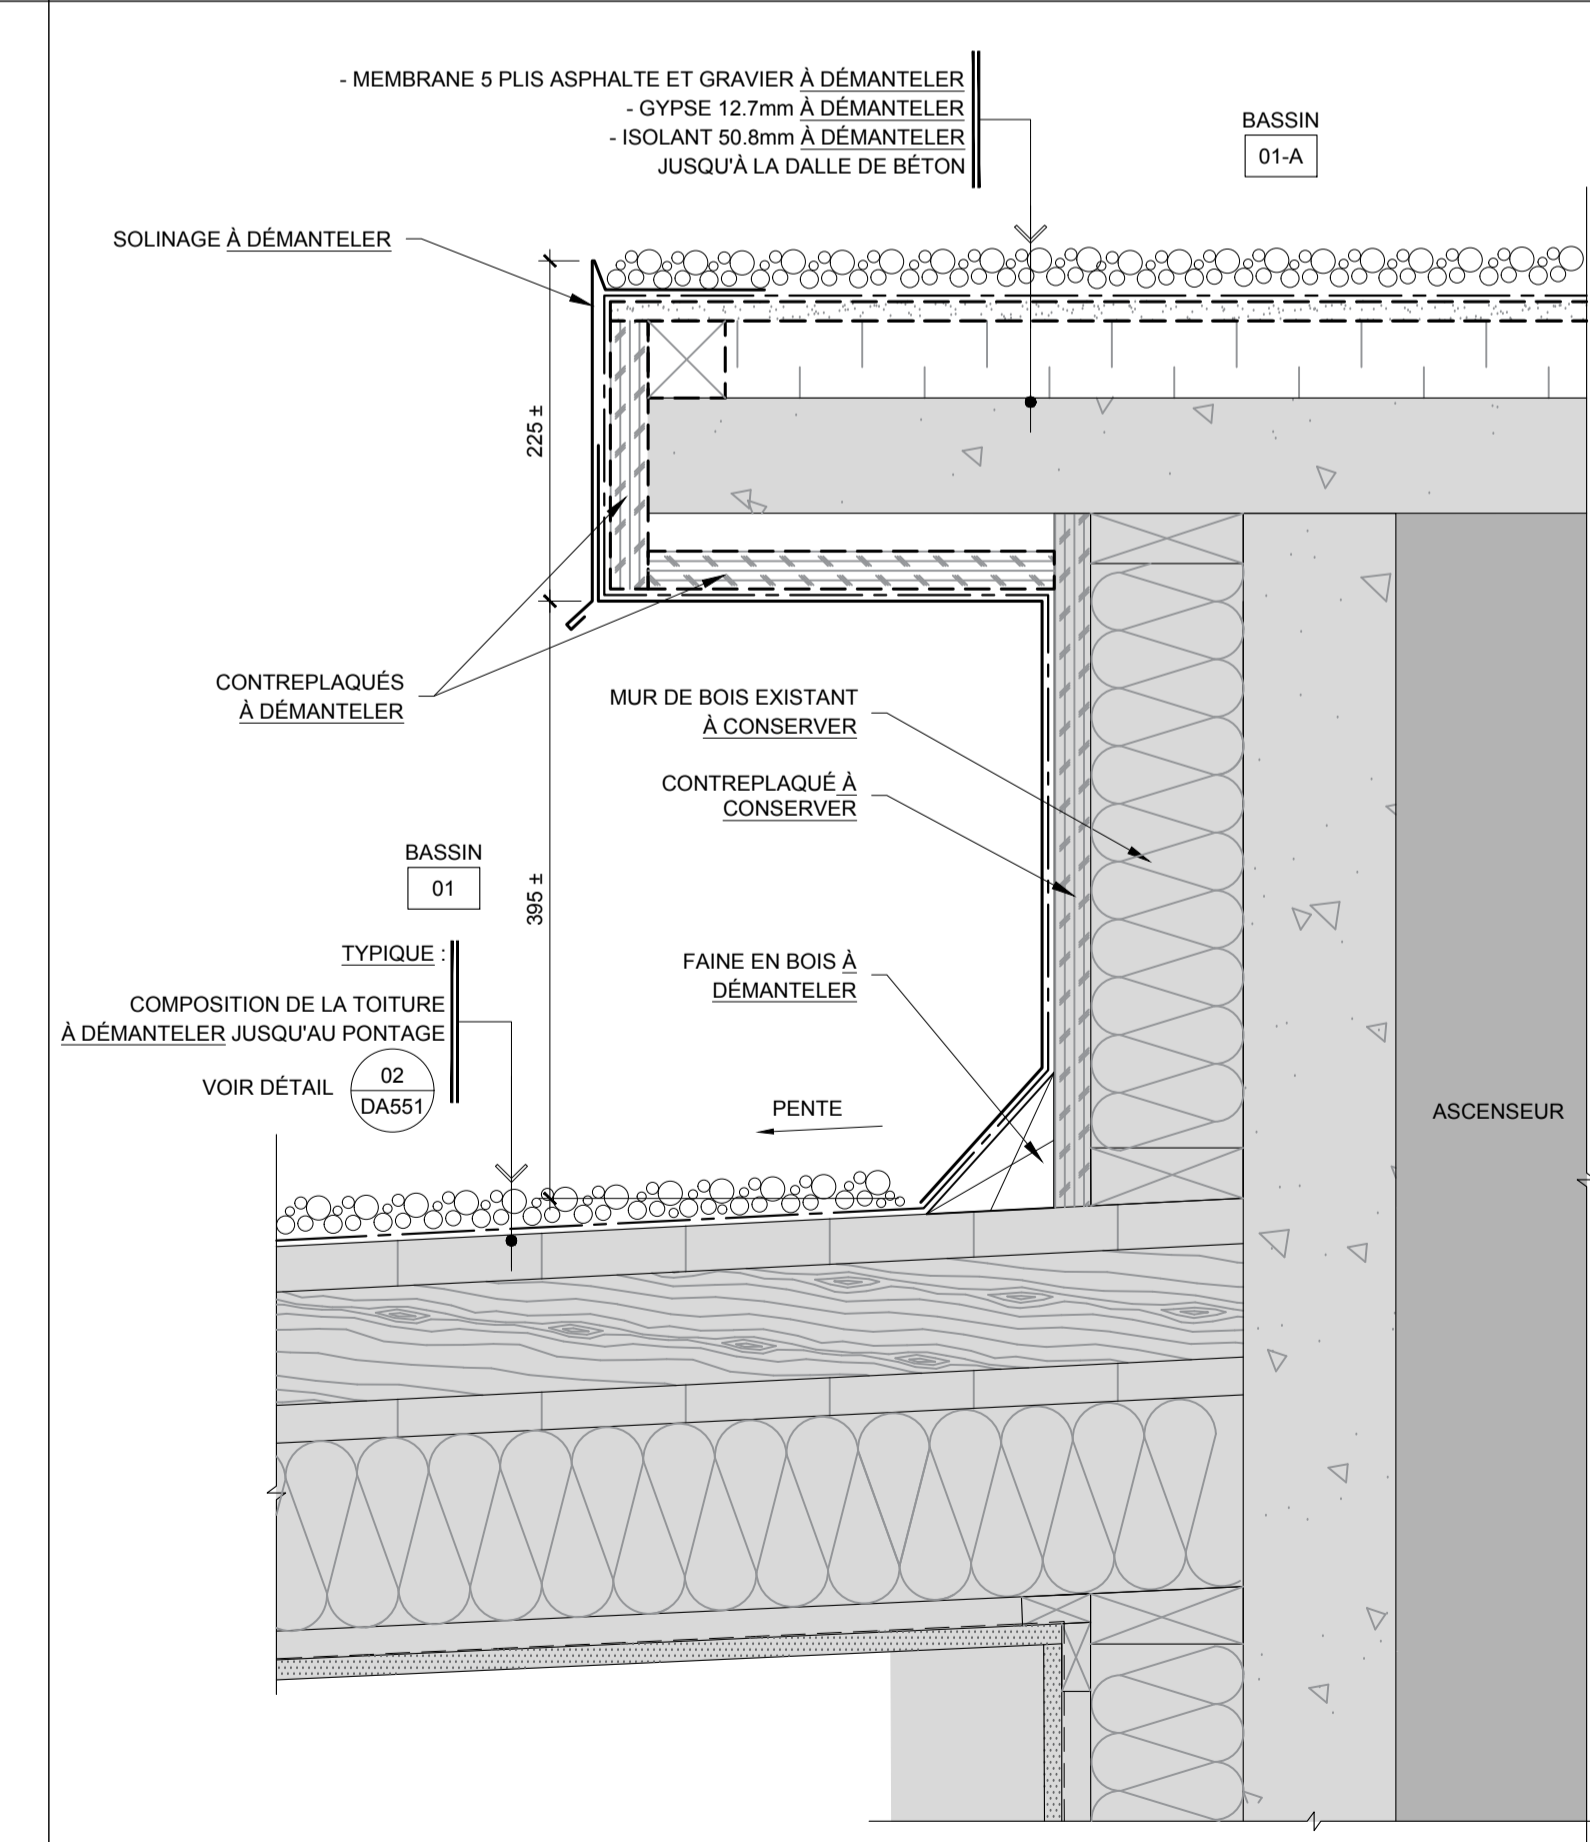 - MEMBRANE 5 PLIS ASPHALTE ET GRAVIER À DÉMANTELER
- GYPSE 12.7mm À DÉMANTELER
- ISOLANT 50.8mm À DÉMANTELER
JUSQU'À LA DALLE DE BÉTON
BASSIN
01-A
SOLINAGE À DÉMANTELER
225 ±
CONTREPLAQUÉS
À DÉMANTELER
MUR DE BOIS EXISTANT
À CONSERVER
CONTREPLAQUÉ À
CONSERVER
BASSIN
01
395 ±
TYPIQUE :
COMPOSITION DE LA TOITURE
À DÉMANTELER JUSQU'AU PONTAGE
VOIR DÉTAIL
02
DA551
FAINE EN BOIS À
DÉMANTELER
PENTE
ASCENSEUR